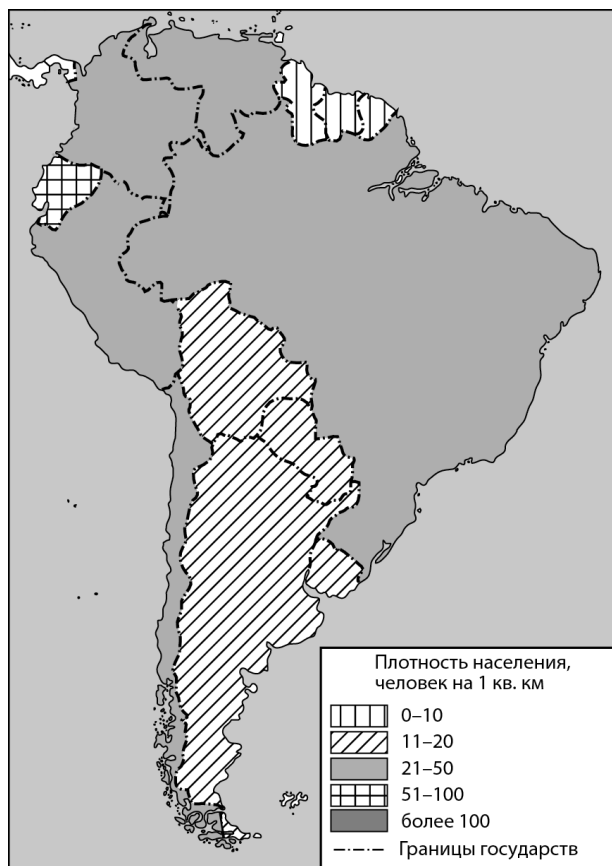 Плотность населения,
человек на 1 кв. км
0–10
11–20
21–50
51–100
более 100
Границы государств